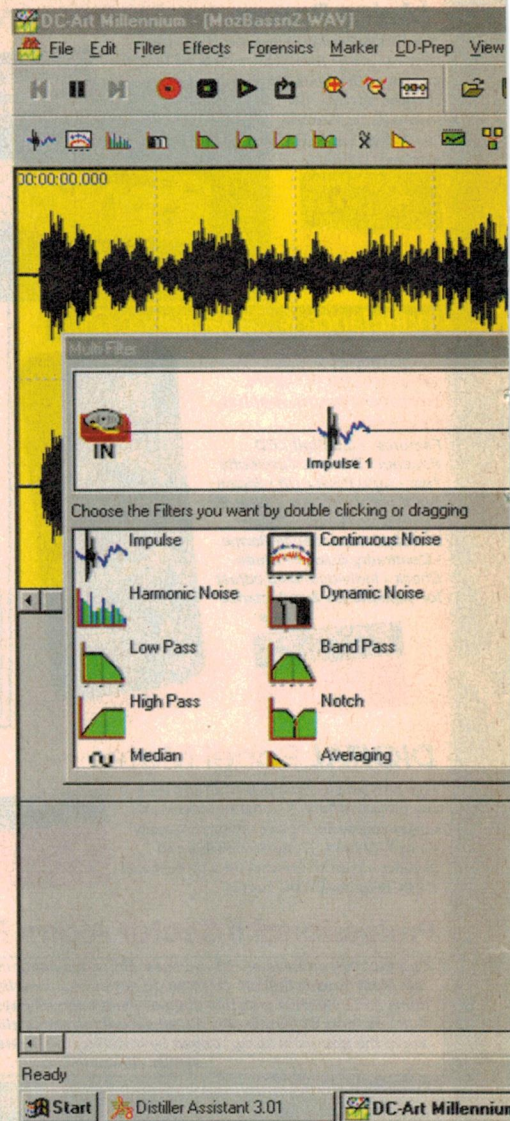 DC-Art Millennium - [MozBassn2.WAV]
File Edit Filter Effects Forensics Marker CD-Prep View
00:00:00.000
Multi Filter
IN
Impulse 1
Choose the Filters you want by double clicking or dragging
Impulse Continuous Noise
Harmonic Noise Dynamic Noise
Low Pass Band Pass
High Pass Notch
Median Averaging
Ready
Start Distiller Assistant 3.01 DC-Art Millennium